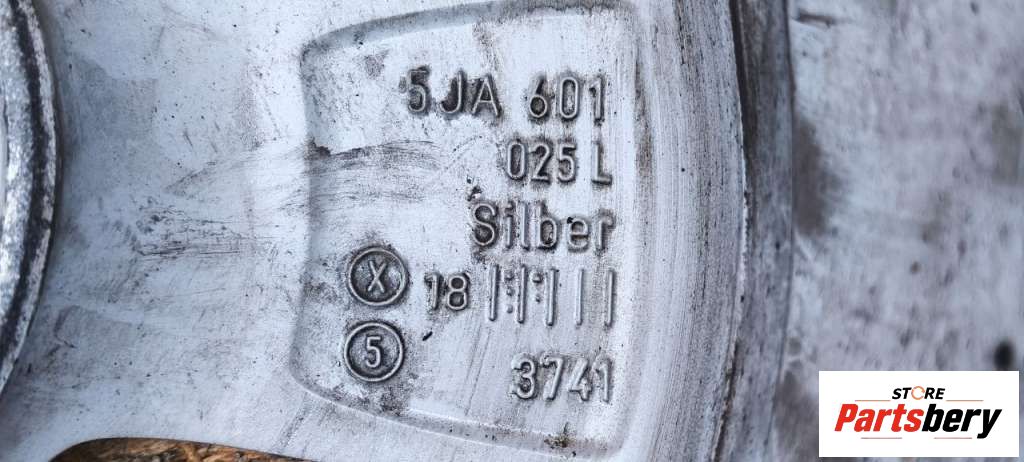 5JA 601
025 L
Silber
X 18
5
3741
STORE
Partsbery